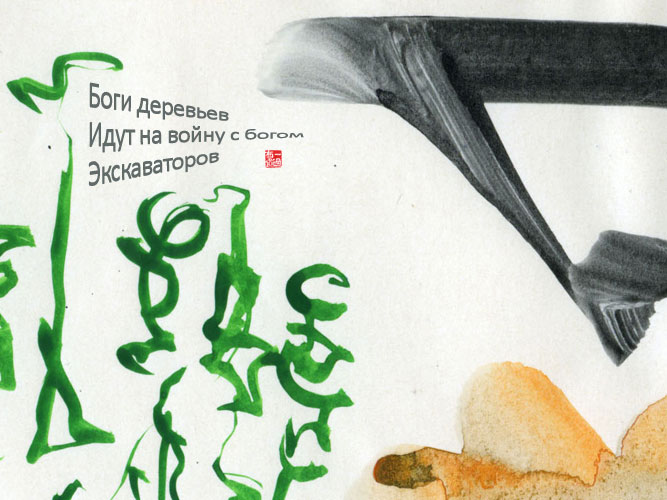 Боги деревьев
Идут на войну с богом
Экскаваторов